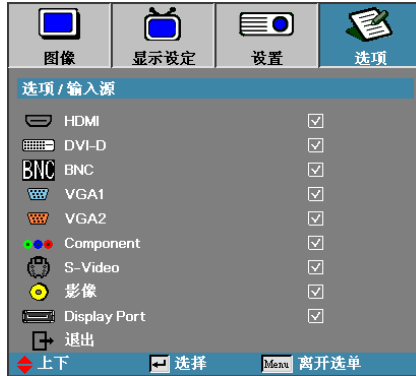 图像 显示设定 设置 选项
选项 / 输入源
HDMI
DVI-D
BNC BNC
VGA1
VGA2
Component
S-Video
影像
Display Port
退出
上下 选择 Menu 离开选单